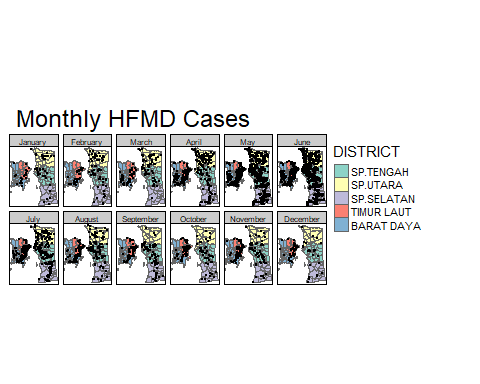 Monthly HFMD Cases
January February March April May June
DISTRICT
SP.TENGAH
SP.UTARA
SP.SELATAN
TIMUR LAUT
BARAT DAYA
July August September October November December